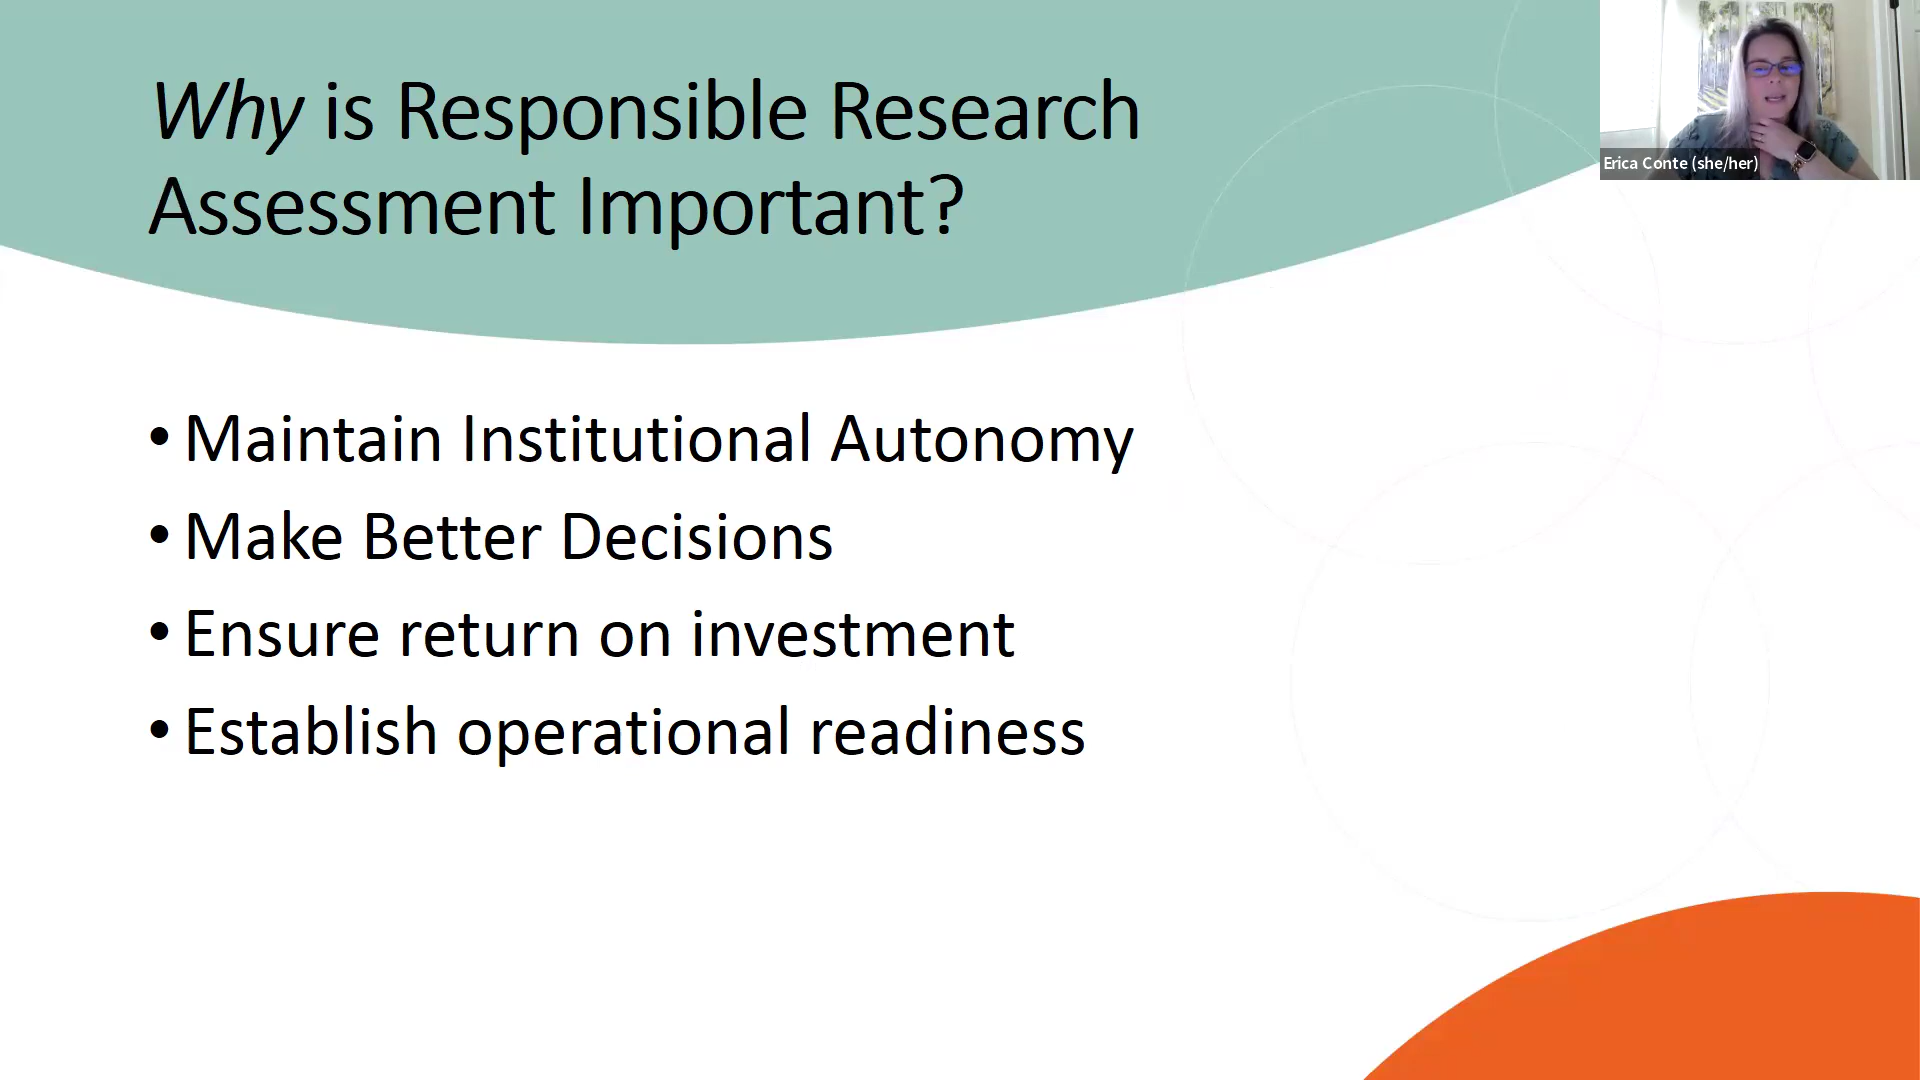 Why is Responsible Research
Assessment Important?
Erica Conte (she/her)
• Maintain Institutional Autonomy
• Make Better Decisions
• Ensure return on investment
• Establish operational readiness